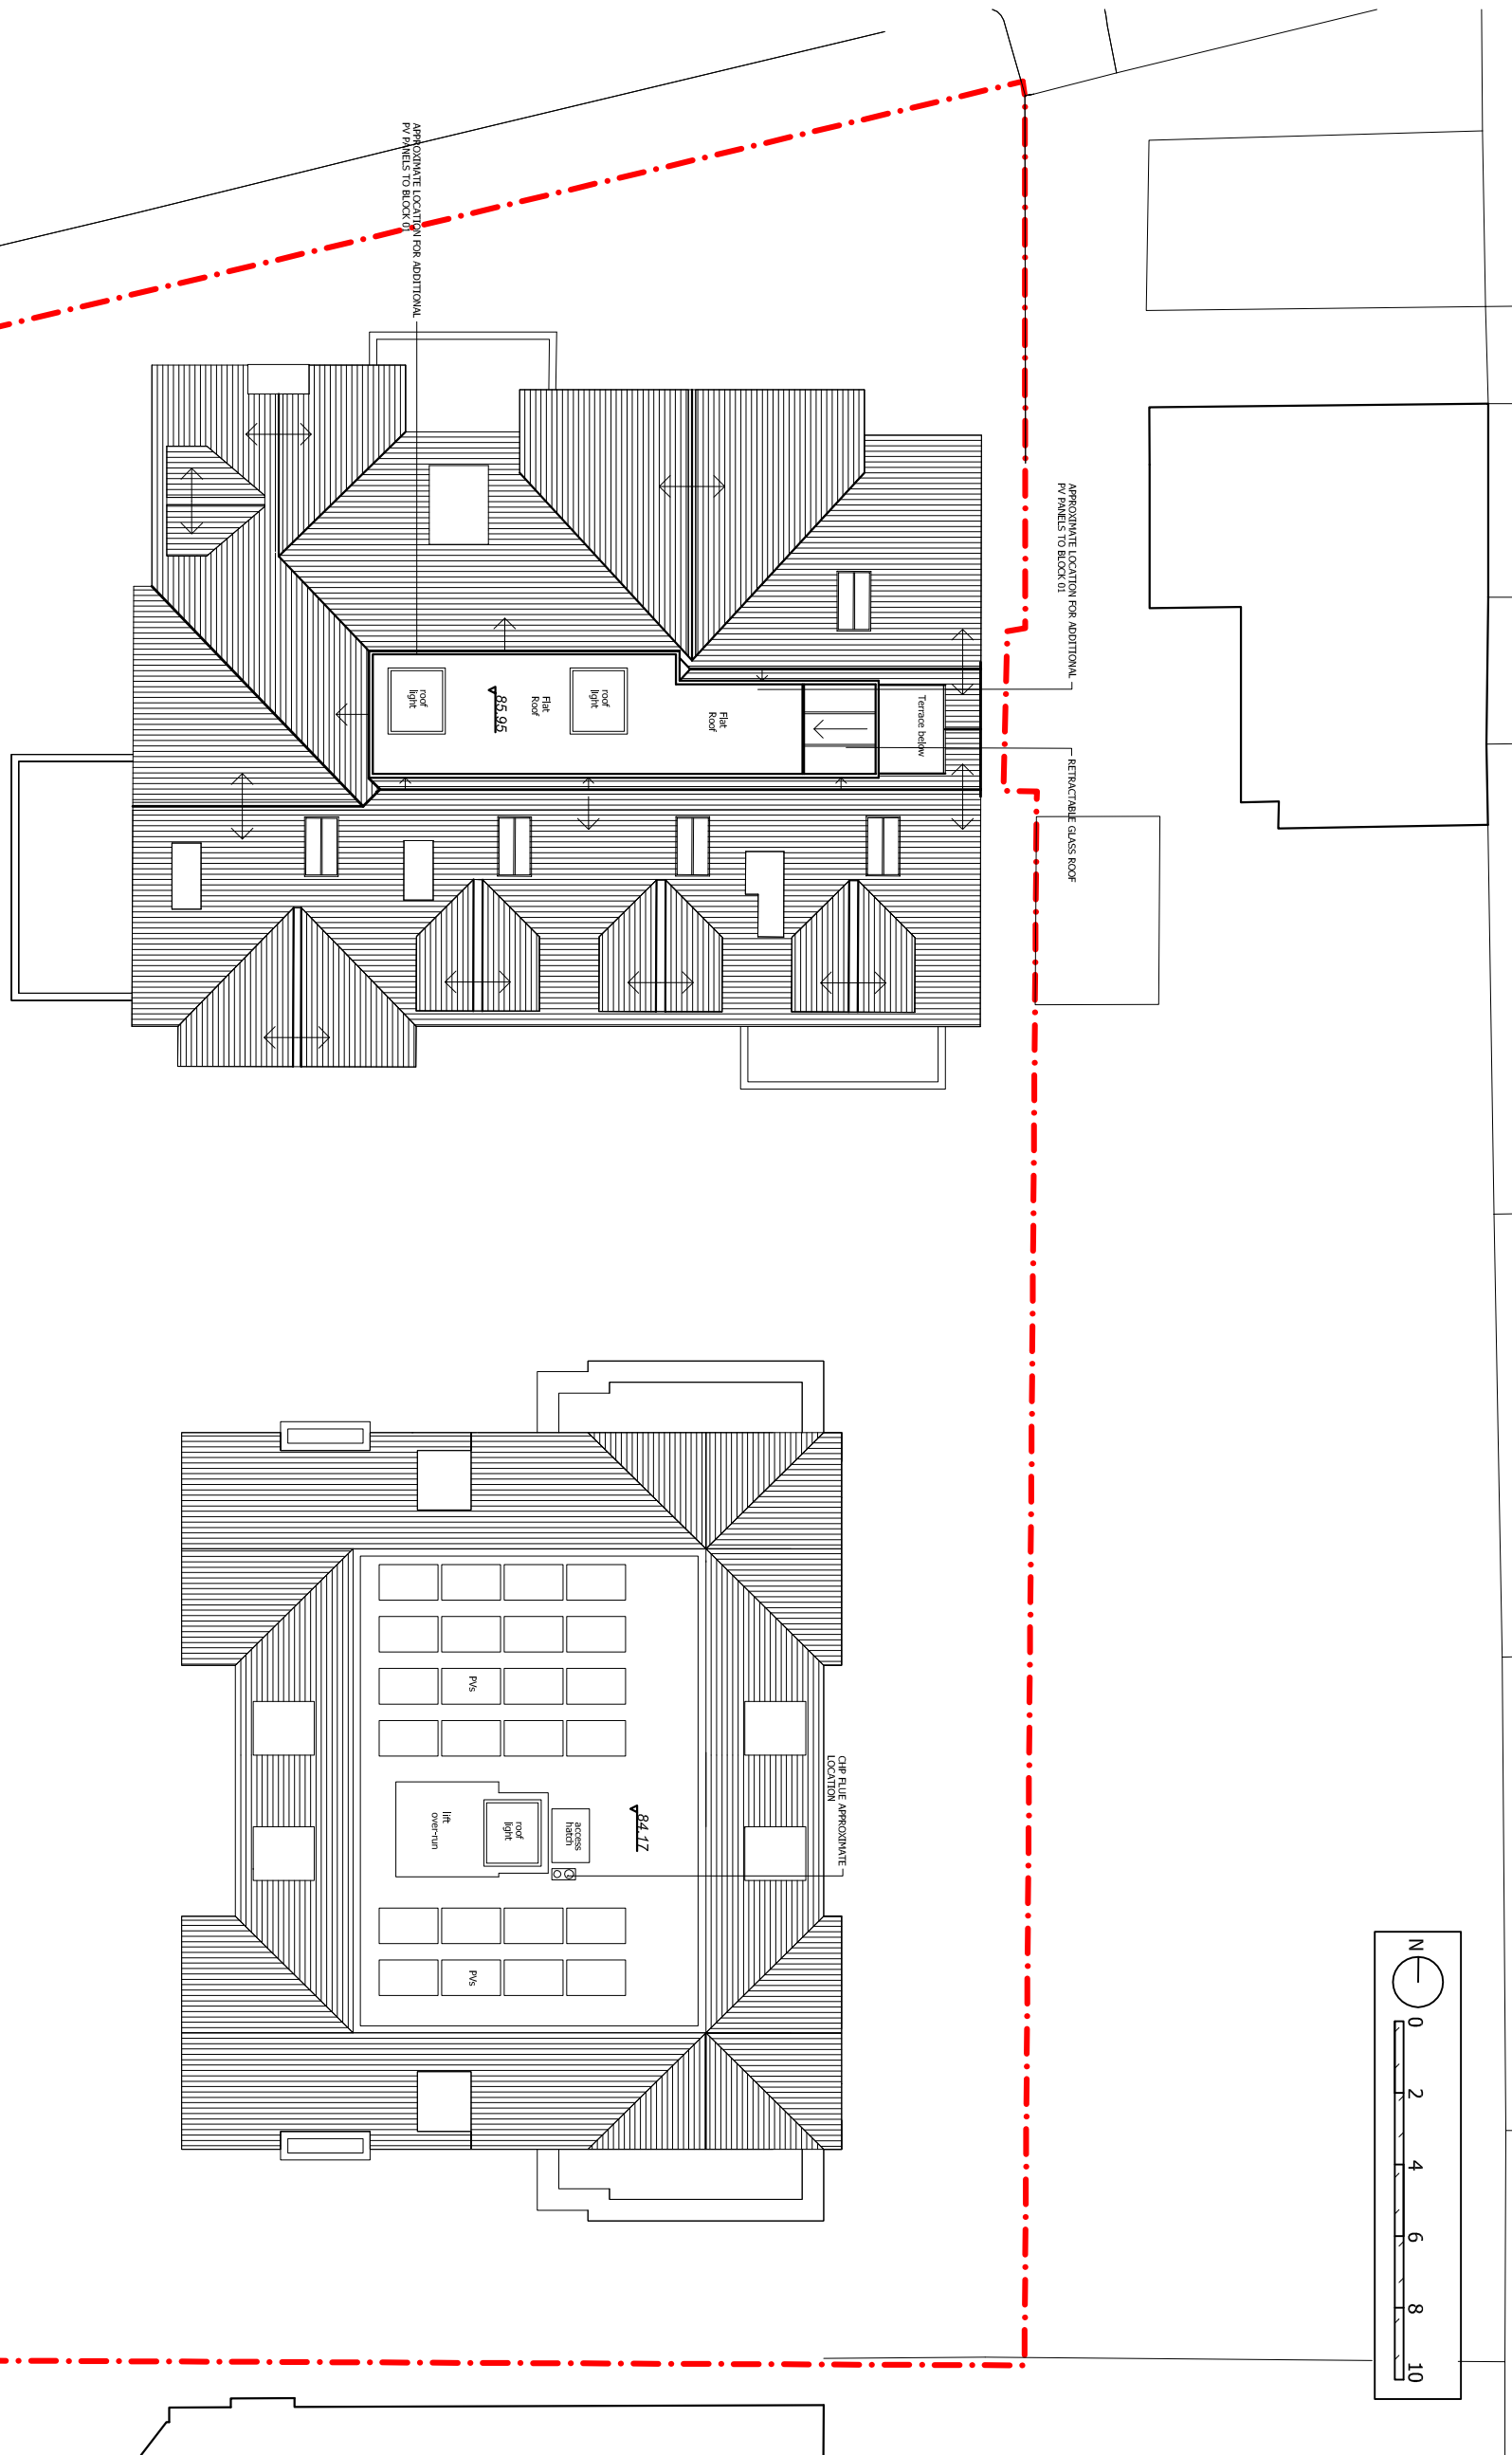 APPROXIMATE LOCATION FOR ADDITIONAL
PV PANELS TO BLOCK 01
APPROXIMATE LOCATION FOR ADDITIONAL
PV PANELS TO BLOCK 01
RETRACTABLE GLASS ROOF
Terrace below
Flat
Roof
roof
light
Flat
Roof
85.95
roof
light
CHP FLUE APPROXIMATE
LOCATION
84.17
access
hatch
roof
light
lift
over-run
PVs
PVs
N
0
2
4
6
8
10